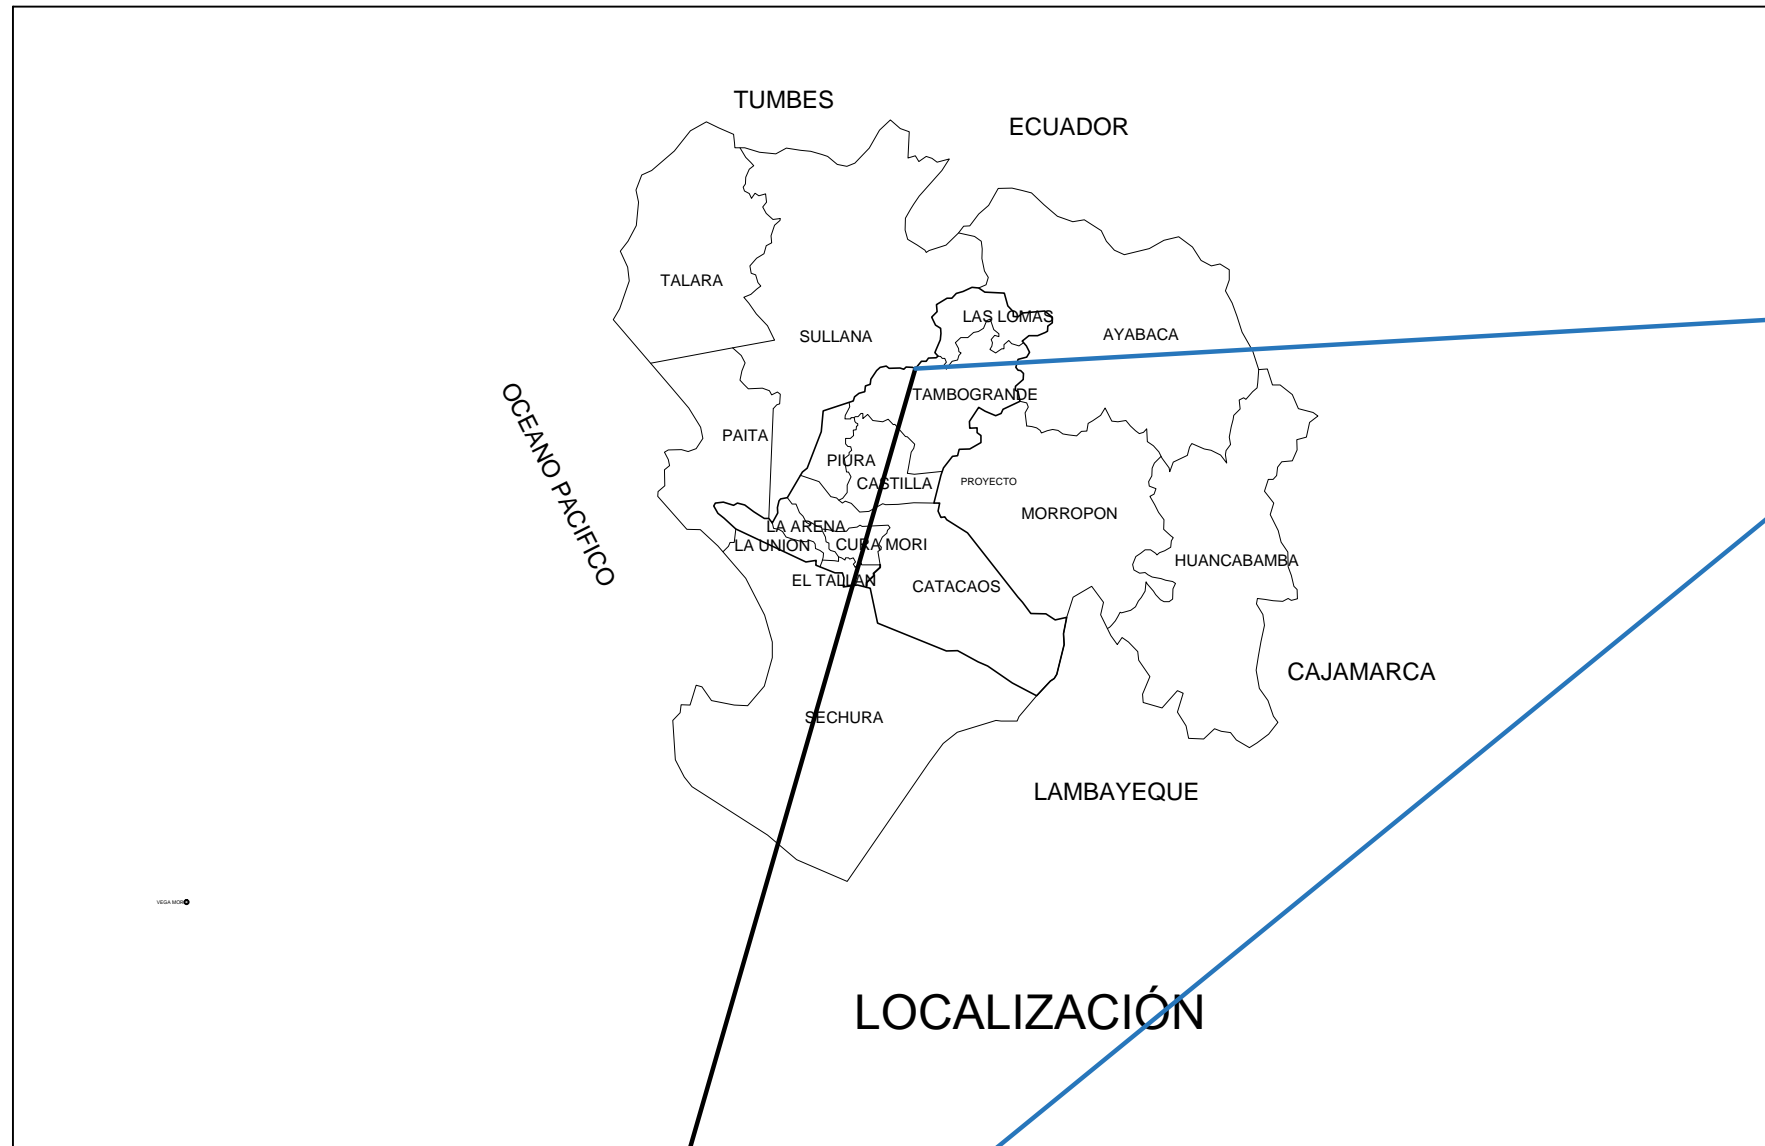 TUMBES
ECUADOR
TALARA
LAS LOMAS
SULLANA
AYABACA
TAMBOGRANDE
OCEANO PACIFICO
PAITA
PIURA
CASTILLA
PROYECTO
MORROPON
LA ARENA
LA UNION
CURA MORI
HUANCABAMBA
EL TALLAN
CATACAOS
CAJAMARCA
SECHURA
LAMBAYEQUE
VEGA
LOCALIZACIÓN